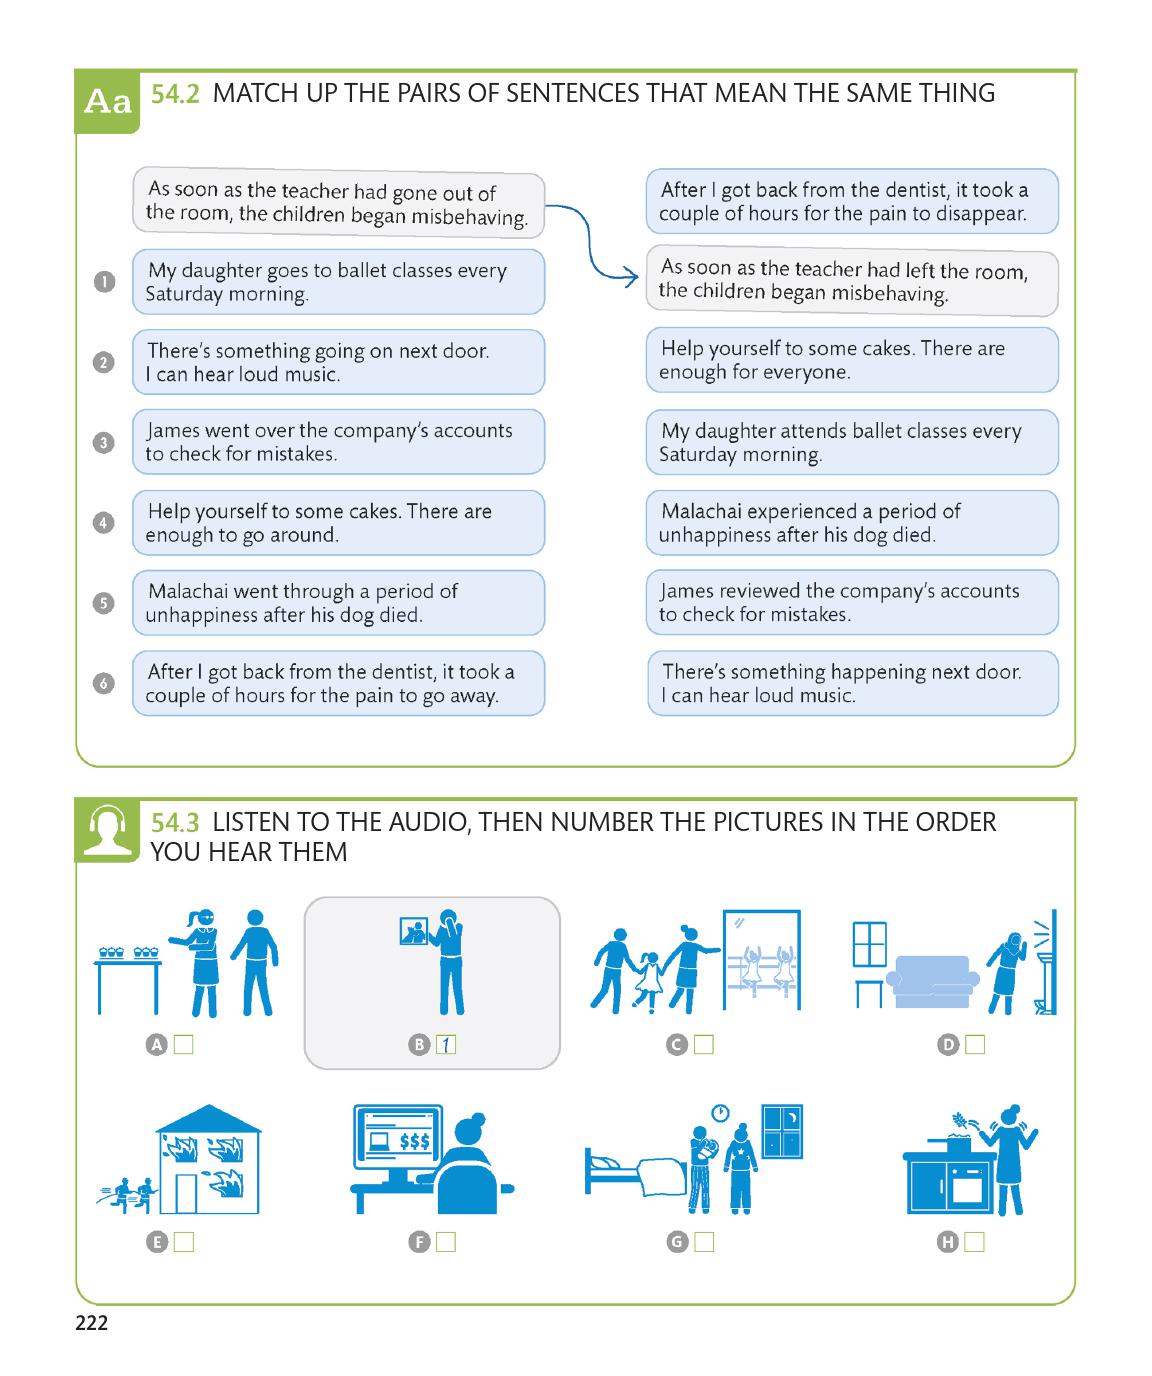 Aa 54.2 MATCH UP THE PAIRS OF SENTENCES THAT MEAN THE SAME THING
As soon as the teacher had gone out of
the room, the children began misbehaving.
1 My daughter goes to ballet classes every
Saturday morning.
2 There's something going on next door.
I can hear loud music.
3 James went over the company's accounts
to check for mistakes.
4 Help yourself to some cakes. There are
enough to go around.
5 Malachai went through a period of
unhappiness after his dog died.
6 After I got back from the dentist, it took a
couple of hours for the pain to go away.
After I got back from the dentist, it took a
couple of hours for the pain to disappear.
As soon as the teacher had left the room,
the children began misbehaving.
Help yourself to some cakes. There are
enough for everyone.
My daughter attends ballet classes every
Saturday morning.
Malachai experienced a period of
unhappiness after his dog died.
James reviewed the company's accounts
to check for mistakes.
There's something happening next door.
I can hear loud music.
54.3 LISTEN TO THE AUDIO, THEN NUMBER THE PICTURES IN THE ORDER
YOU HEAR THEM
A
B 1
C
D
$$$
E
F
G
H
222